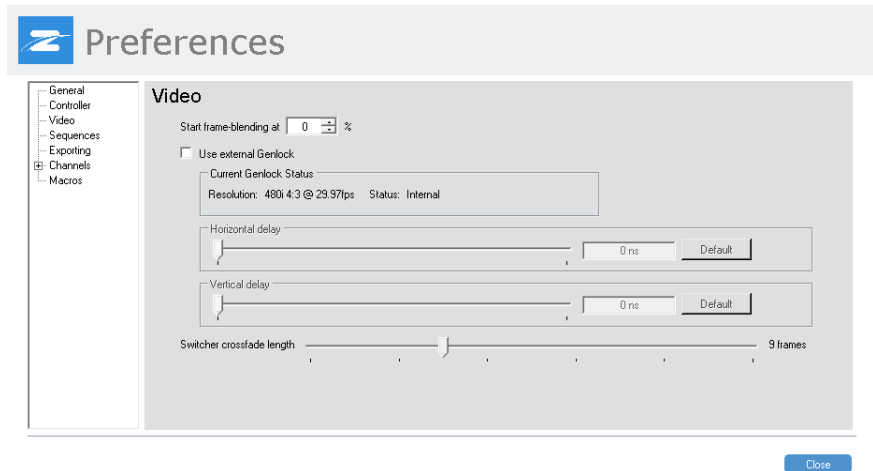 Preferences
General
Controller
Video
Sequences
Exporting
Channels
Macros
Video
Start frame-blending at 0 %
Use external Genlock
Current Genlock Status
Resolution: 480i 4:3 @ 29.97fps Status: Internal
Horizontal delay
0 ns Default
Vertical delay
0 ns Default
Switcher crossfade length 9 frames
Close